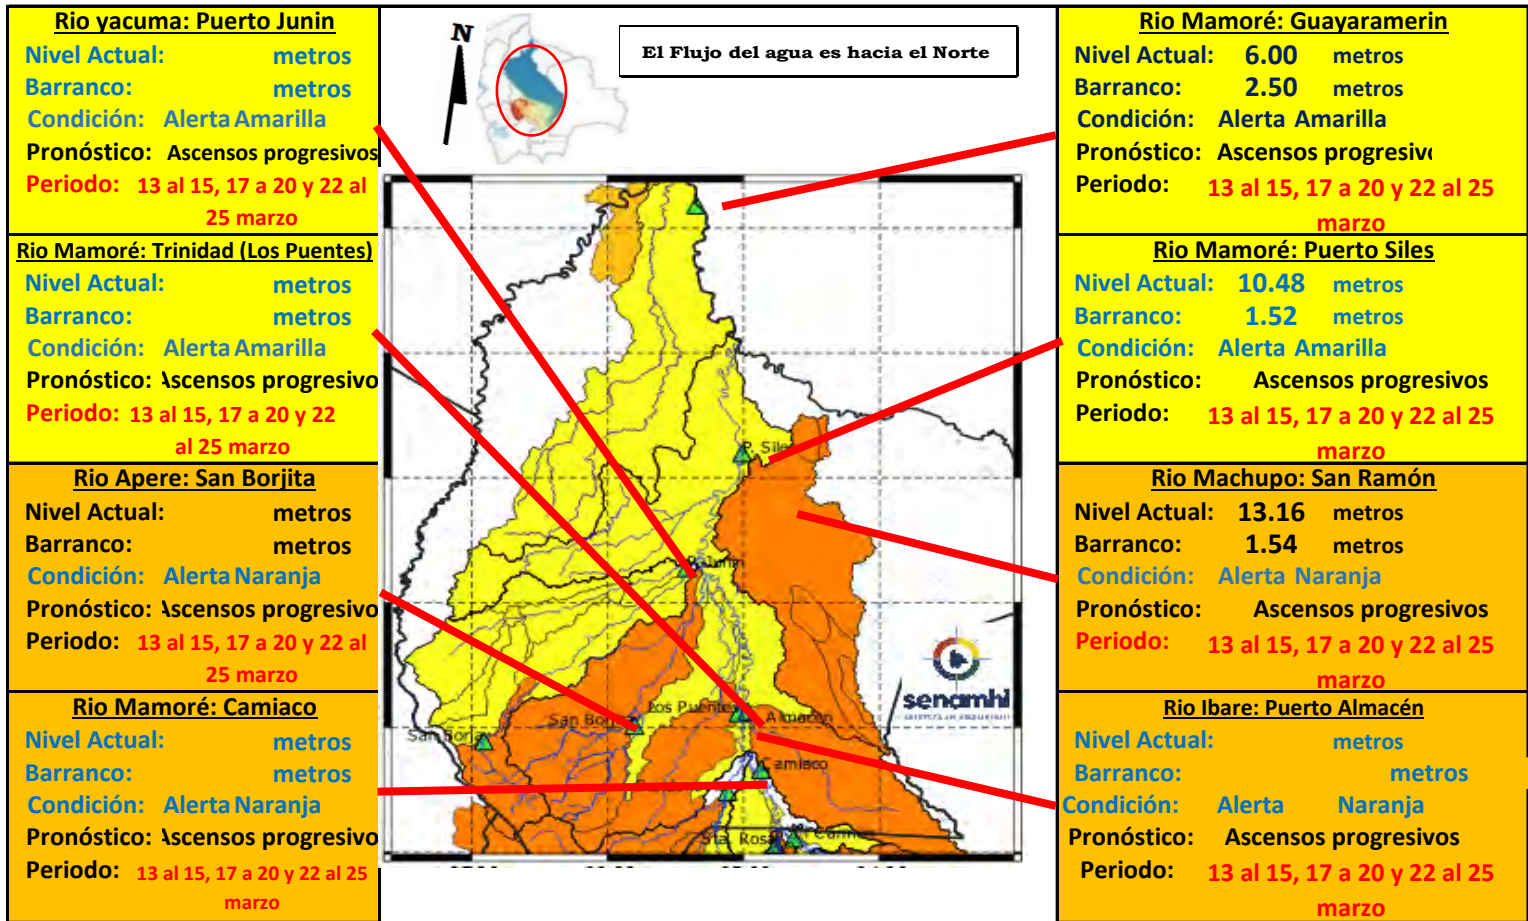 Rio yacuma: Puerto Junin
Nivel Actual: metros
Barranco: metros
Condición: Alerta Amarilla
Pronóstico: Ascensos progresivos
Periodo: 13 al 15, 17 a 20 y 22 al
25 marzo
Rio Mamoré: Trinidad (Los Puentes)
Nivel Actual: metros
Barranco: metros
Condición: Alerta Amarilla
Pronóstico: Ascensos progresivo
Periodo: 13 al 15, 17 a 20 y 22
al 25 marzo
Rio Apere: San Borjita
Nivel Actual: metros
Barranco: metros
Condición: Alerta Naranja
Pronóstico: Ascensos progresivo
Periodo: 13 al 15, 17 a 20 y 22 al
25 marzo
Rio Mamoré: Camiaco
Nivel Actual: metros
Barranco: metros
Condición: Alerta Naranja
Pronóstico: Ascensos progresivo
Periodo: 13 al 15, 17 a 20 y 22 al 25
marzo
N
El Flujo del agua es hacia el Norte
P. Siles
Los Puentes
Almacén
San Borjita
San Borja
Camiaco
Sta. Rosa
senamhi
Rio Mamoré: Guayaramerin
Nivel Actual: 6.00 metros
Barranco: 2.50 metros
Condición: Alerta Amarilla
Pronóstico: Ascensos progresiv
Periodo: 13 al 15, 17 a 20 y 22 al 25
marzo
Rio Mamoré: Puerto Siles
Nivel Actual: 10.48 metros
Barranco: 1.52 metros
Condición: Alerta Amarilla
Pronóstico: Ascensos progresivos
Periodo: 13 al 15, 17 a 20 y 22 al 25
marzo
Rio Machupo: San Ramón
Nivel Actual: 13.16 metros
Barranco: 1.54 metros
Condición: Alerta Naranja
Pronóstico: Ascensos progresivos
Periodo: 13 al 15, 17 a 20 y 22 al 25
marzo
Rio Ibare: Puerto Almacén
Nivel Actual: metros
Barranco: metros
Condición: Alerta Naranja
Pronóstico: Ascensos progresivos
Periodo: 13 al 15, 17 a 20 y 22 al 25
marzo